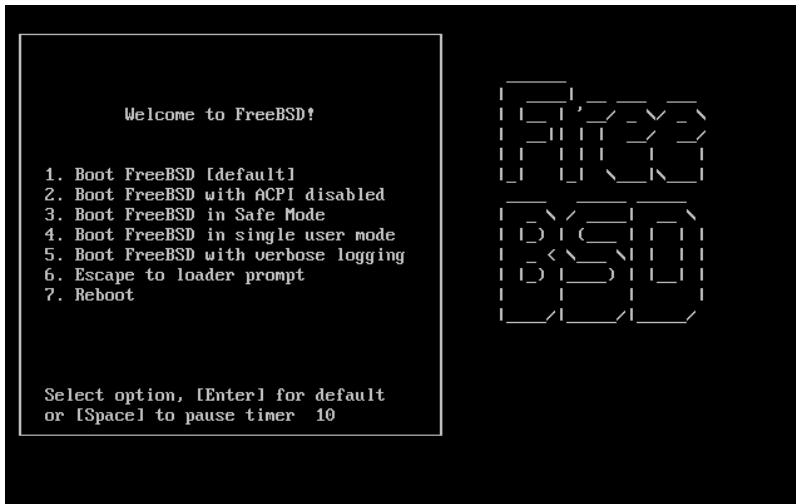 Welcome to FreeBSD!
1. Boot FreeBSD [default]
2. Boot FreeBSD with ACPI disabled
3. Boot FreeBSD in Safe Mode
4. Boot FreeBSD in single user mode
5. Boot FreeBSD with verbose logging
6. Escape to loader prompt
7. Reboot
Select option, [Enter] for default
or [Space] to pause timer 10
Free
BSD